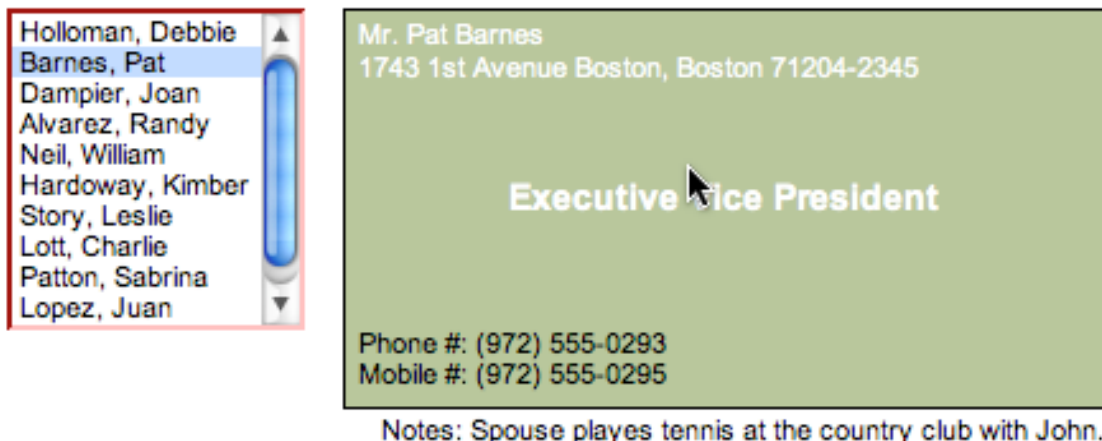 Holloman, Debbie
Barnes, Pat
Dampier, Joan
Alvarez, Randy
Neil, William
Hardoway, Kimber
Story, Leslie
Lott, Charlie
Patton, Sabrina
Lopez, Juan
Mr. Pat Barnes
1743 1st Avenue Boston, Boston 71204-2345
Executive Vice President
Phone #: (972) 555-0293
Mobile #: (972) 555-0295
Notes: Spouse playes tennis at the country club with John.